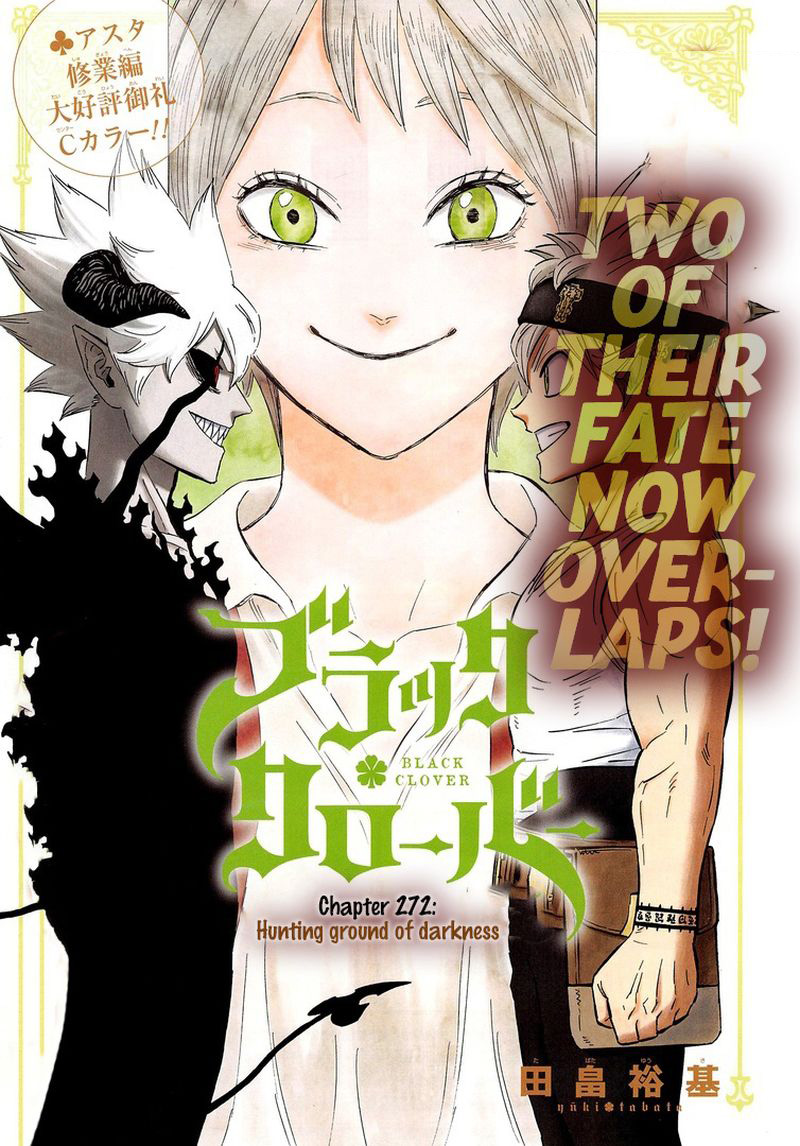 ♣アスタ
修業編
大好評御礼
Cカラー!!
TWO
OF
THEIR
FATE
NOW
OVER-
LAPS!
ブラック
BLACK
CLOVER
クローバー
Chapter 272:
Hunting ground of darkness
田畠裕基
yūki♣tabata